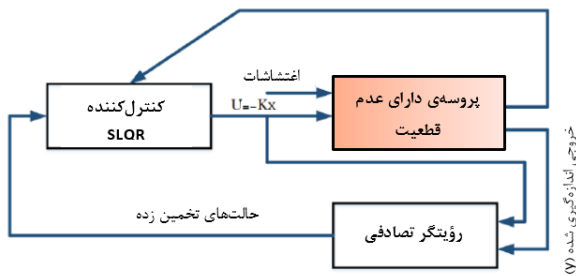 اغتشاشات
پروسه‌ی دارای عدم
قطعیت
کنترل‌کننده
SLQR
U=-Kx
خروجی اندازه‌گیری شده (y)
حالت‌های تخمین زده
رؤیتگر تصادفی